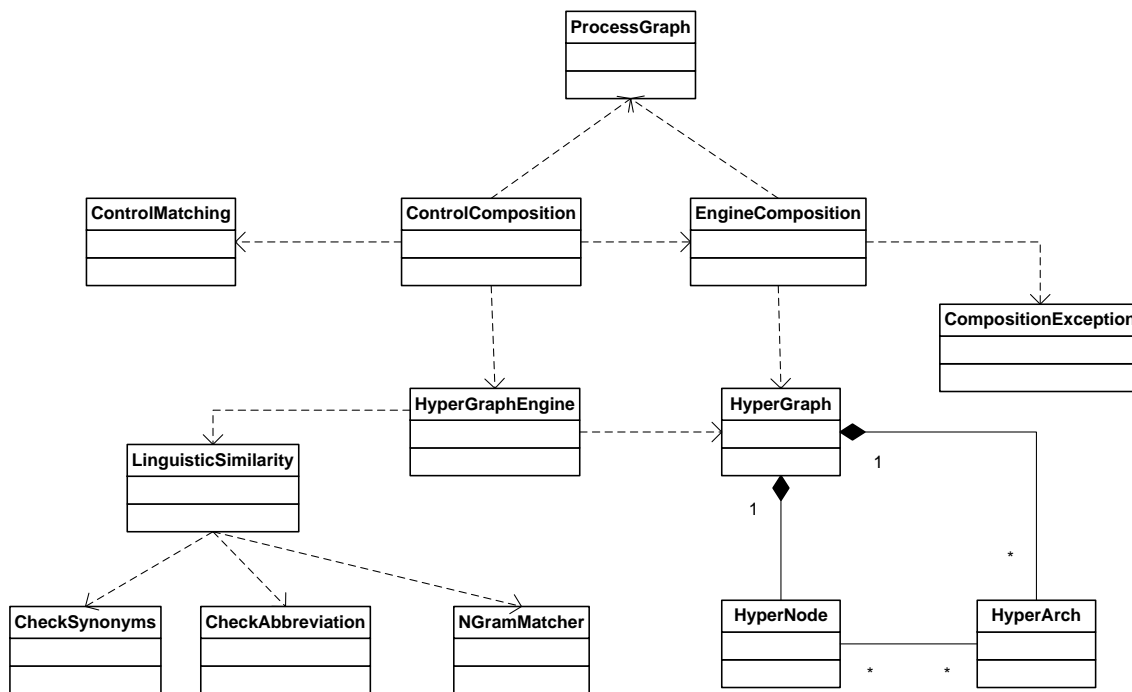 ProcessGraph
ControlMatching
ControlComposition
EngineComposition
CompositionException
HyperGraphEngine
HyperGraph
LinguisticSimilarity
1
1
*
CheckSynonyms
CheckAbbreviation
NGramMatcher
HyperNode
HyperArch
*
*